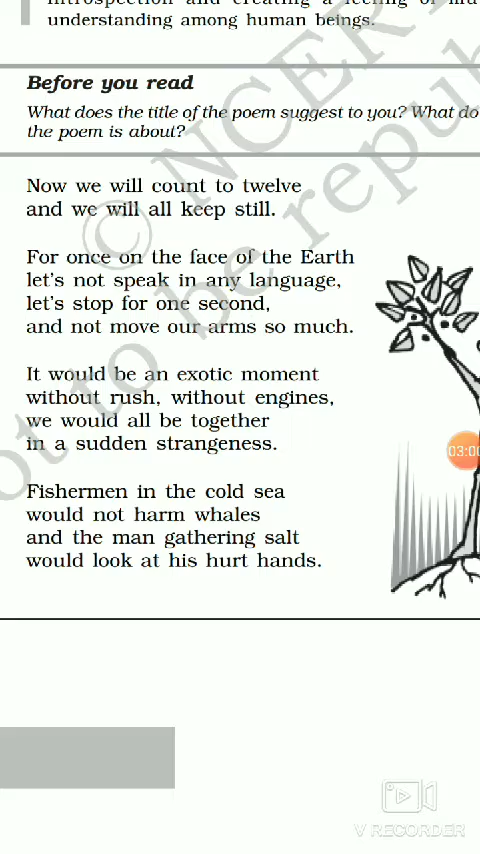 understanding among human beings.
Before you read
What does the title of the poem suggest to you? What do
the poem is about?
Now we will count to twelve
and we will all keep still.
For once on the face of the Earth
let's not speak in any language,
let's stop for one second,
and not move our arms so much.
It would be an exotic moment
without rush, without engines,
we would all be together
in a sudden strangeness.
Fishermen in the cold sea
would not harm whales
and the man gathering salt
would look at his hurt hands.
© NCERT
not to be republ
03:00
V RECORDER